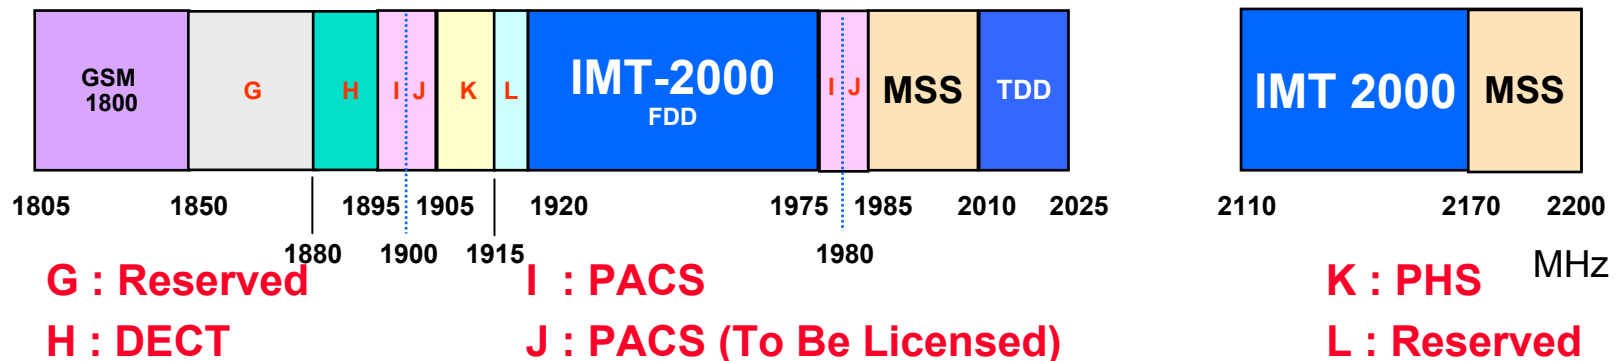 GSM
1800
G
H
I
J
K
L
IMT-2000
FDD
I
J
MSS
TDD
IMT 2000
MSS
1805 1850 1895 1905 1920 1975 1985 2010 2025 2110 2170 2200
1880 1900 1915 1980
MHz
G : Reserved I : PACS K : PHS
H : DECT J : PACS (To Be Licensed) L : Reserved